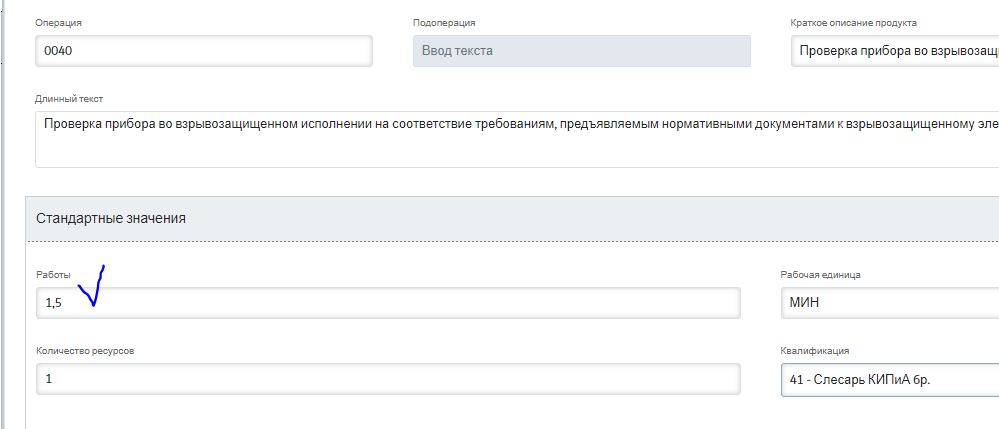 Операция Подоперация Краткое описание продукта
0040 Ввод текста Проверка прибора во взрывозащи
Длинный текст
Проверка прибора во взрывозащищенном исполнении на соответствие требованиям, предъявляемым нормативными документами к взрывозащищенному эле
Стандартные значения
Работы Рабочая единица
1,5 МИН
Количество ресурсов Квалификация
1 41 - Слесарь КИПиА 6р.